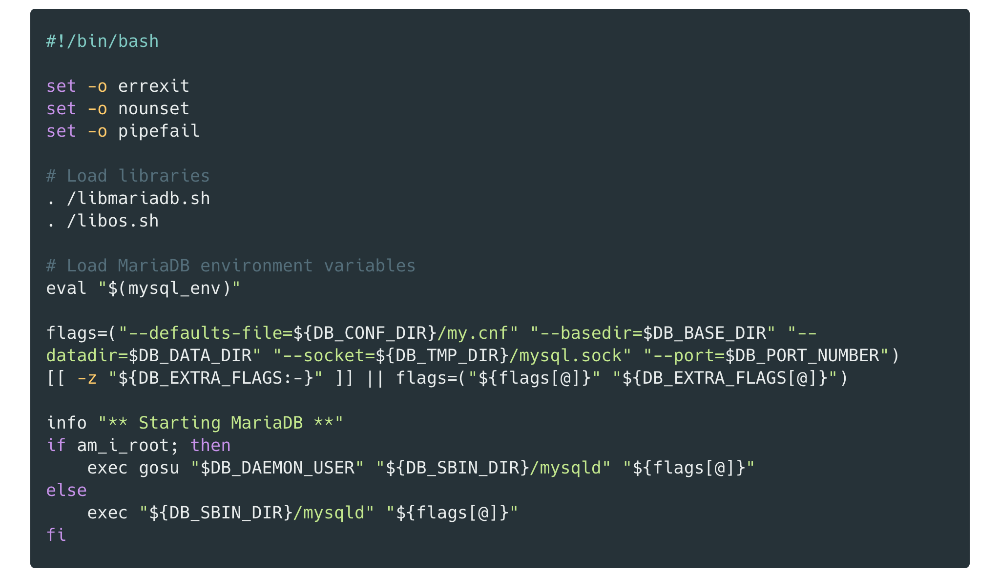 #!/bin/bash
set -o errexit
set -o nounset
set -o pipefail
# Load libraries
. /libmariadb.sh
. /libos.sh
# Load MariaDB environment variables
eval "$(mysql_env)"
flags=("--defaults-file=${DB_CONF_DIR}/my.cnf" "--basedir=$DB_BASE_DIR" "--
datadir=$DB_DATA_DIR" "--socket=${DB_TMP_DIR}/mysql.sock" "--port=$DB_PORT_NUMBER")
[[ -z "${DB_EXTRA_FLAGS:-}" ]] || flags=("${flags[@]}" "${DB_EXTRA_FLAGS[@]}")
info "** Starting MariaDB **"
if am_i_root; then
    exec gosu "$DB_DAEMON_USER" "${DB_SBIN_DIR}/mysqld" "${flags[@]}"
else
    exec "${DB_SBIN_DIR}/mysqld" "${flags[@]}"
fi